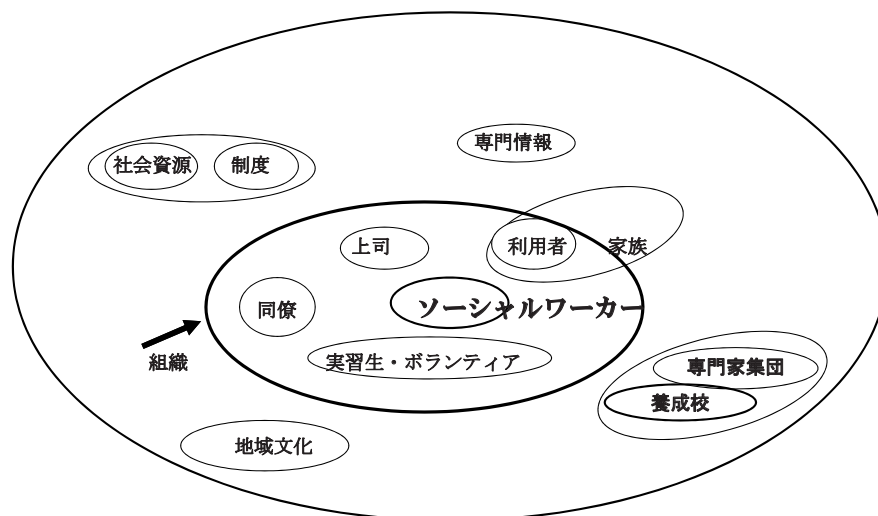 専門情報
社会資源
制度
上司
利用者
家族
同僚
ソーシャルワーカー
組織
実習生・ボランティア
専門家集団
養成校
地域文化